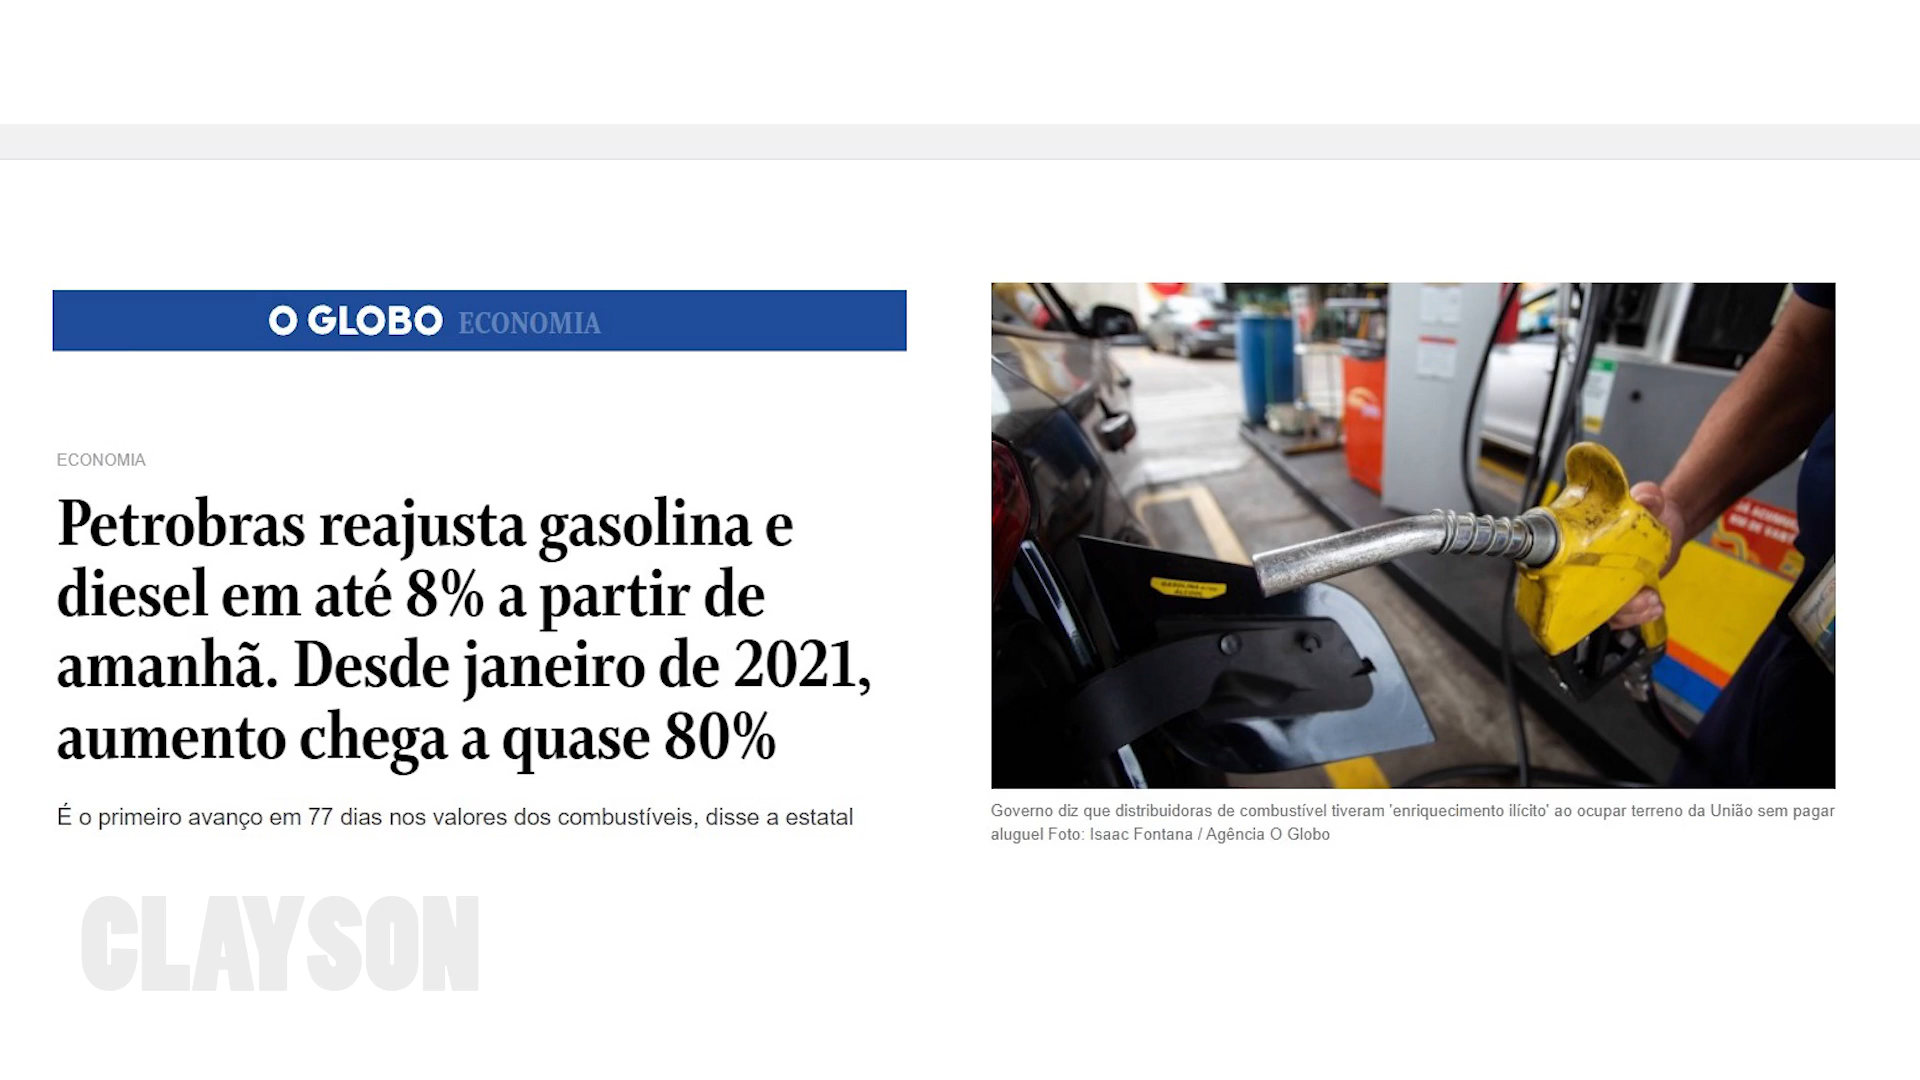 O GLOBO ECONOMIA
ECONOMIA
Petrobras reajusta gasolina e
diesel em até 8% a partir de
amanhã. Desde janeiro de 2021,
aumento chega a quase 80%
É o primeiro avanço em 77 dias nos valores dos combustíveis, disse a estatal
GASOLINA
ÁLCOOL
Governo diz que distribuidoras de combustível tiveram 'enriquecimento ilícito' ao ocupar terreno da União sem pagar
aluguel Foto: Isaac Fontana / Agência O Globo
CLAYSON